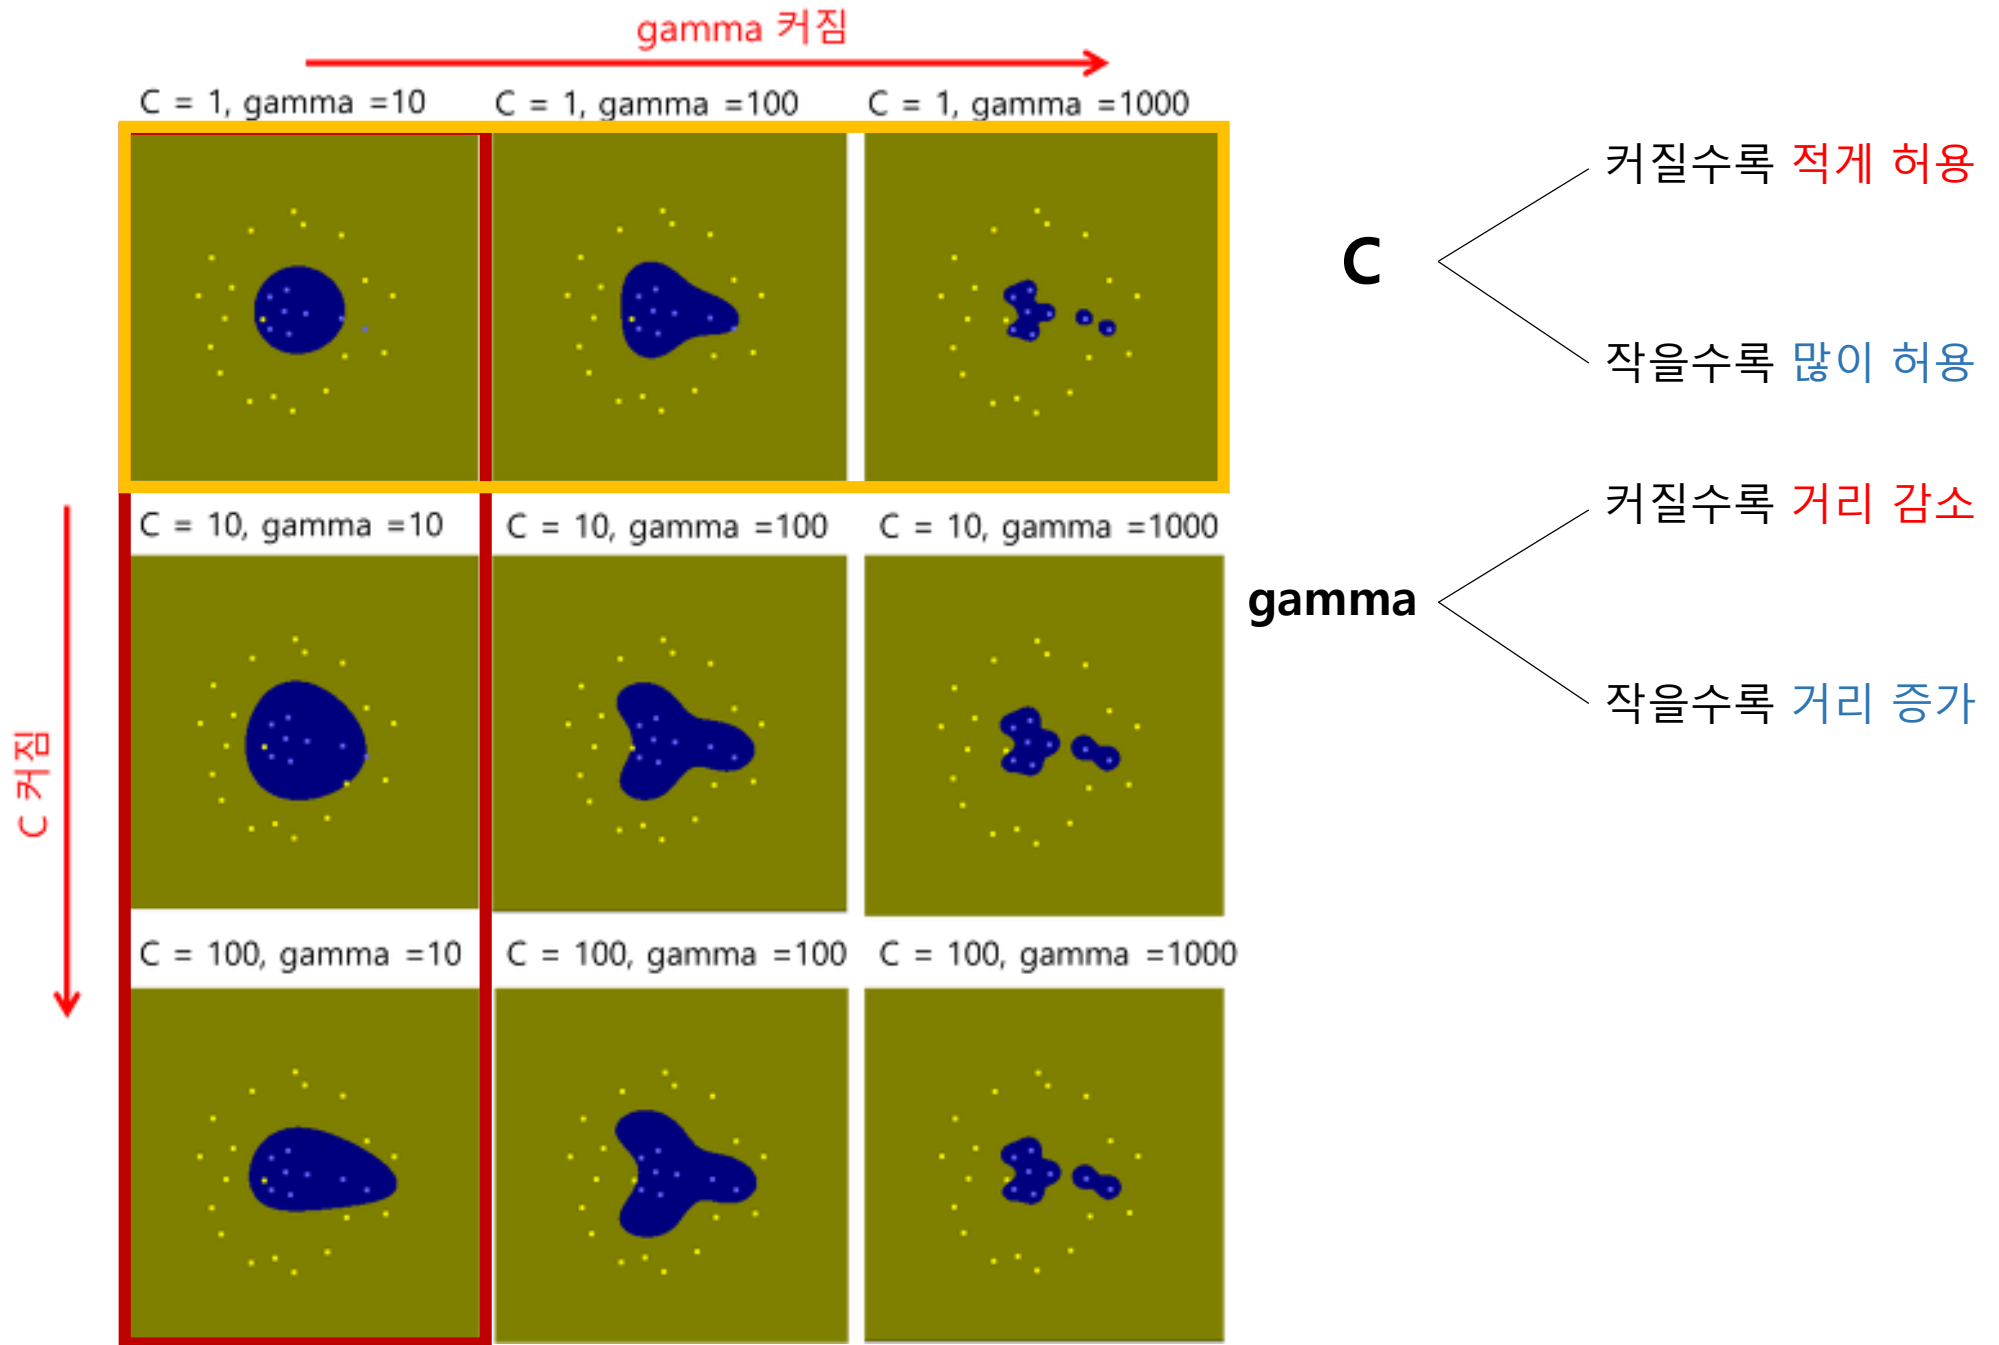 gamma 커짐
C = 1, gamma =10
C = 1, gamma =100
C = 1, gamma =1000
C 커짐
C = 10, gamma =10
C = 10, gamma =100
C = 10, gamma =1000
C = 100, gamma =10
C = 100, gamma =100
C = 100, gamma =1000
C
커질수록 적게 허용
작을수록 많이 허용
gamma
커질수록 거리 감소
작을수록 거리 증가